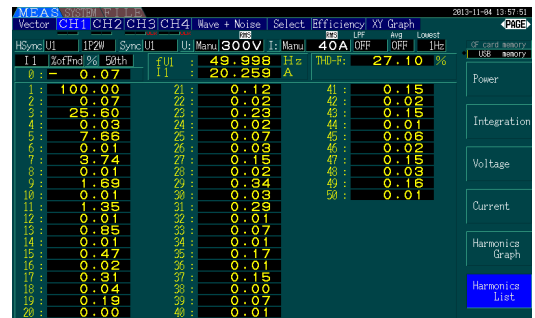 MEAS SYSTEM FILE 2013-11-04 13:57:51
Vector CH1 CH2 CH3 CH4 Wave + Noise Select Efficiency XY Graph ◀PAGE▶
RMS RMS LPF Avg Lowest
HSync U1 1P2W Sync U1 U: Manu 300V I: Manu 40A OFF OFF 1Hz
CF card memory
USB memory
I1 %ofFnd % 50th fU1 : 49.998 Hz THD-F: 27.10 %
0 : - 0.07 I1 : 20.259 A
Power
1 : 100.00 21 : 0.12 41 : 0.15
2 : 0.07 22 : 0.02 42 : 0.02
3 : 25.60 23 : 0.23 43 : 0.15
4 : 0.03 24 : 0.02 44 : 0.01
Integration
5 : 7.66 25 : 0.07 45 : 0.06
6 : 0.01 26 : 0.03 46 : 0.02
7 : 3.74 27 : 0.15 47 : 0.15
Voltage
8 : 0.01 28 : 0.02 48 : 0.03
9 : 1.69 29 : 0.34 49 : 0.16
10 : 0.01 30 : 0.03 50 : 0.01
11 : 1.35 31 : 0.29
Current
12 : 0.01 32 : 0.01
13 : 0.85 33 : 0.07
14 : 0.01 34 : 0.01
Harmonics
15 : 0.47 35 : 0.17
Graph
16 : 0.02 36 : 0.01
17 : 0.31 37 : 0.15
18 : 0.04 38 : 0.00
Harmonics
19 : 0.19 39 : 0.07
List
20 : 0.00 40 : 0.01